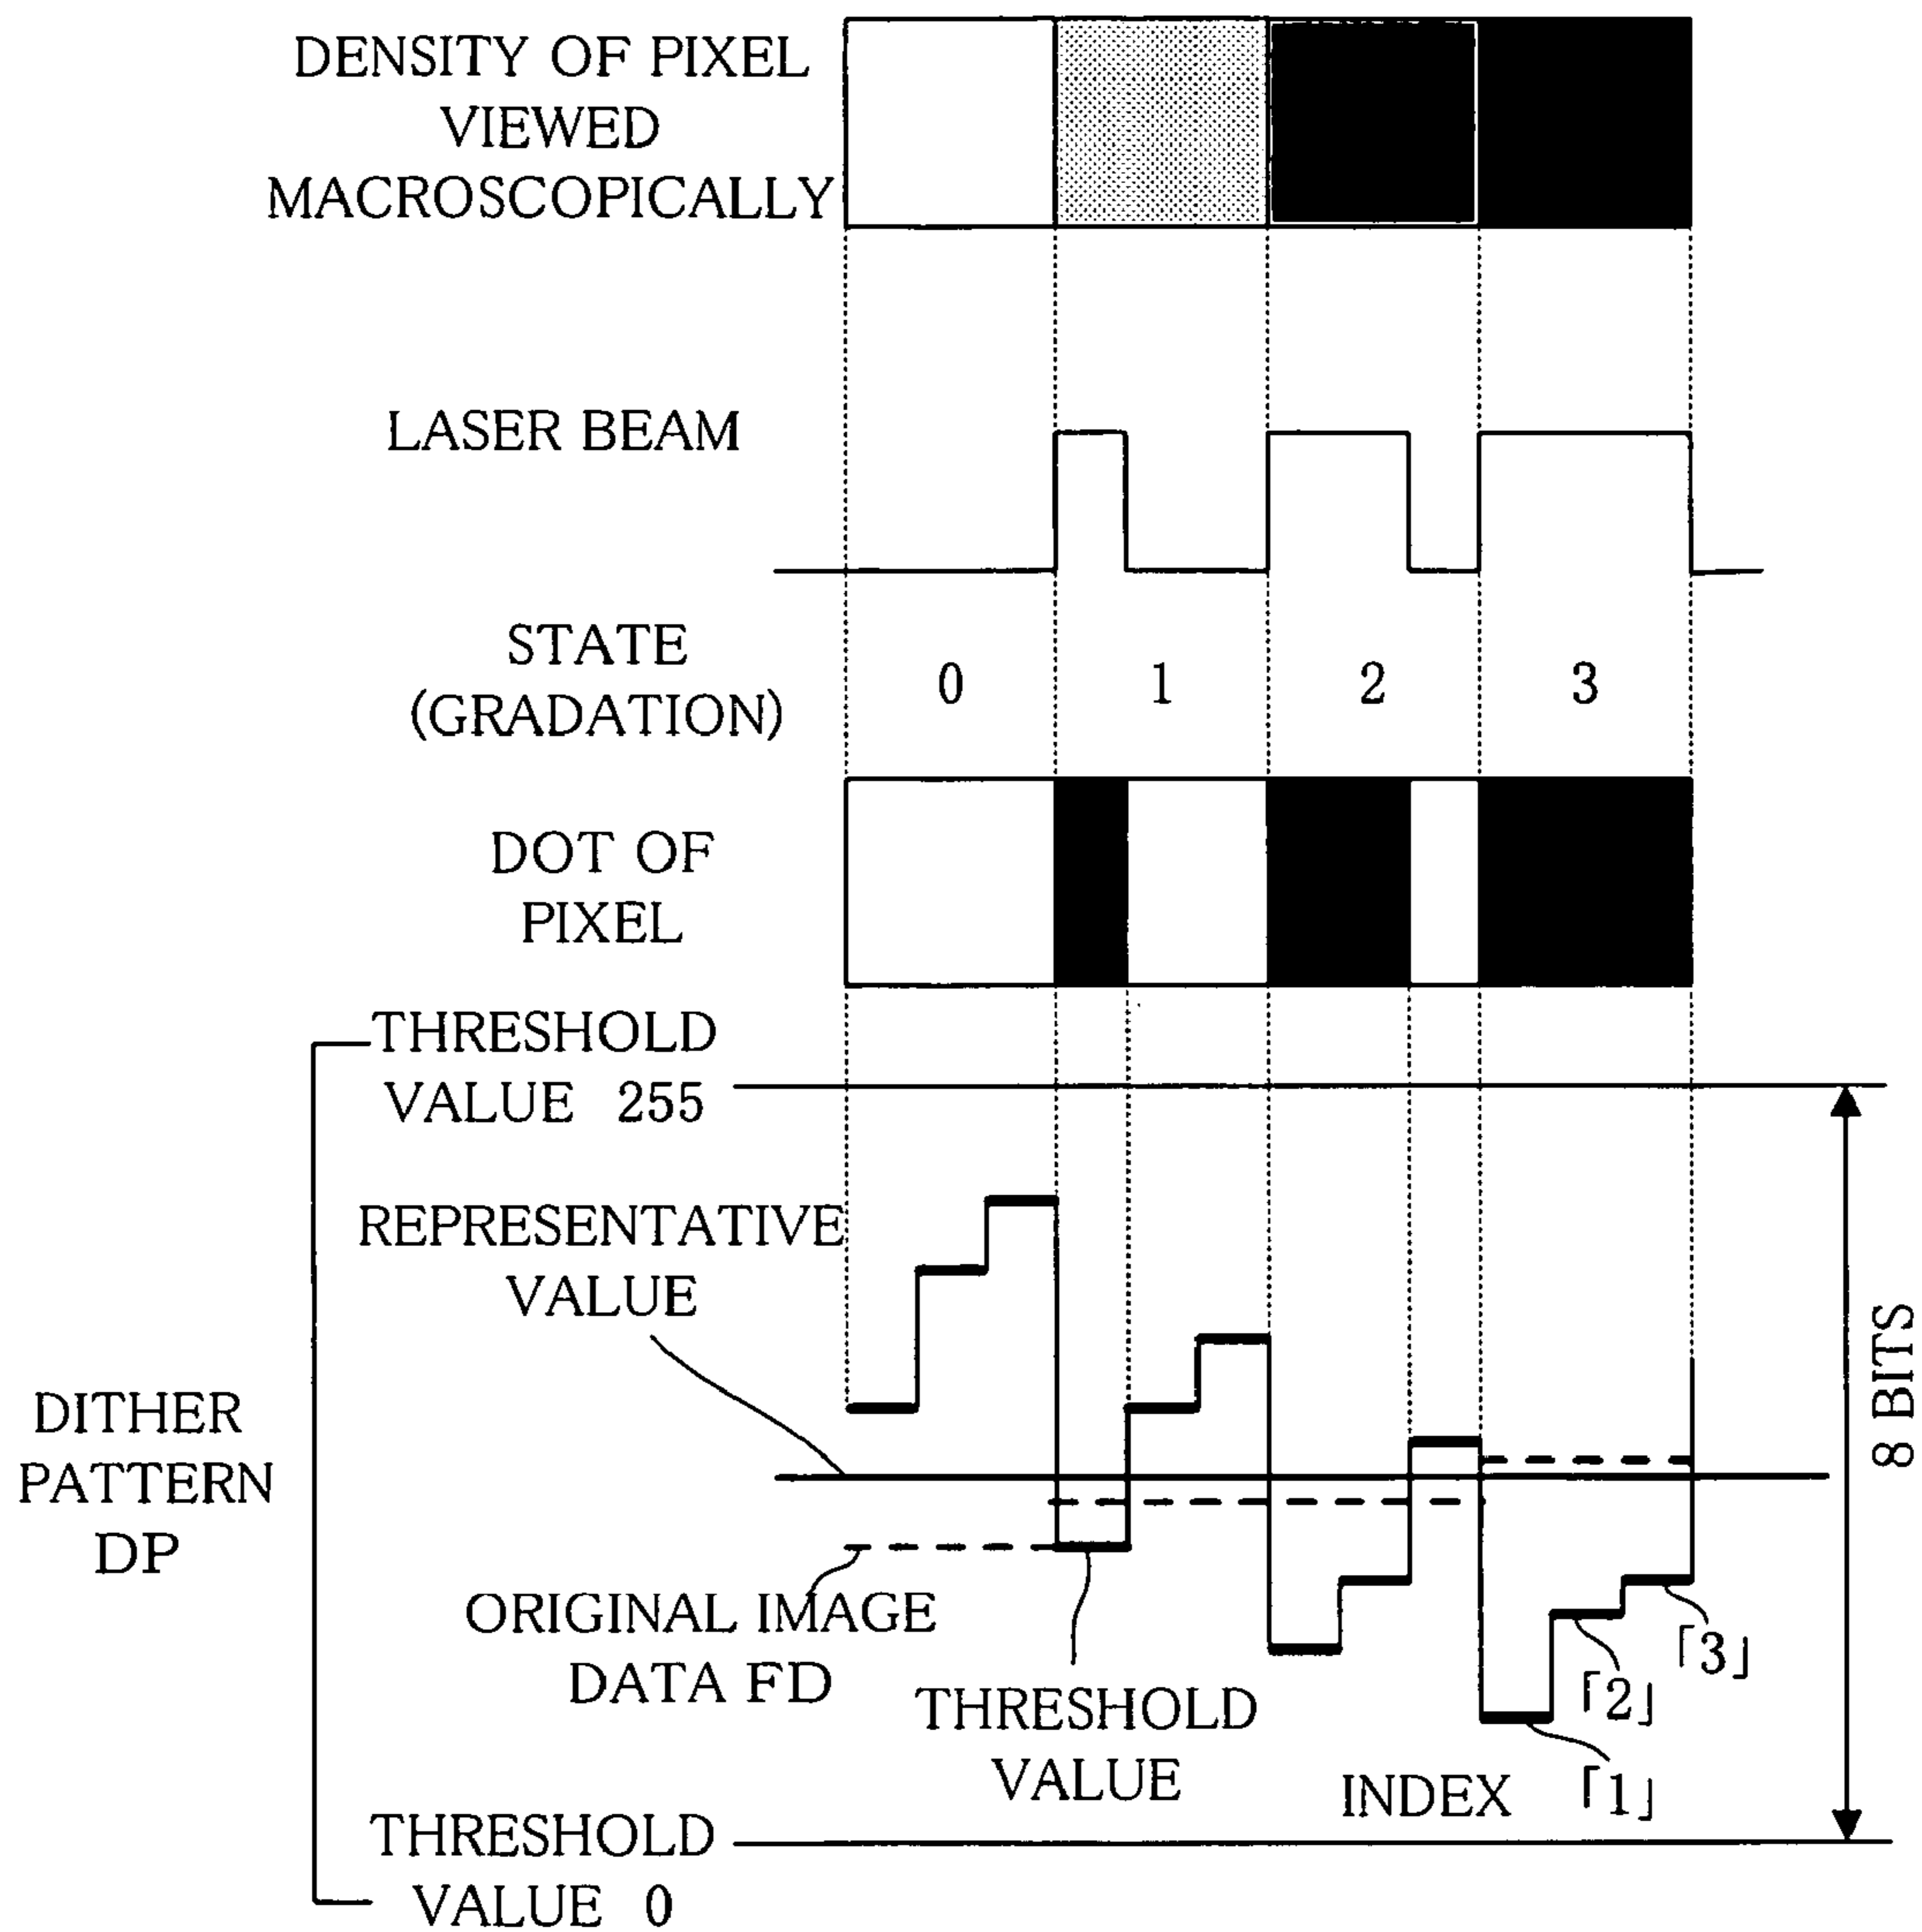 DENSITY OF PIXEL
VIEWED
MACROSCOPICALLY
LASER BEAM
STATE
(GRADATION)
0 1 2 3
DOT OF
PIXEL
THRESHOLD
VALUE 255
REPRESENTATIVE
VALUE
8 BITS
DITHER
PATTERN
DP
ORIGINAL IMAGE
DATA FD
THRESHOLD
VALUE
INDEX
「1」
「2」
「3」
THRESHOLD
VALUE 0